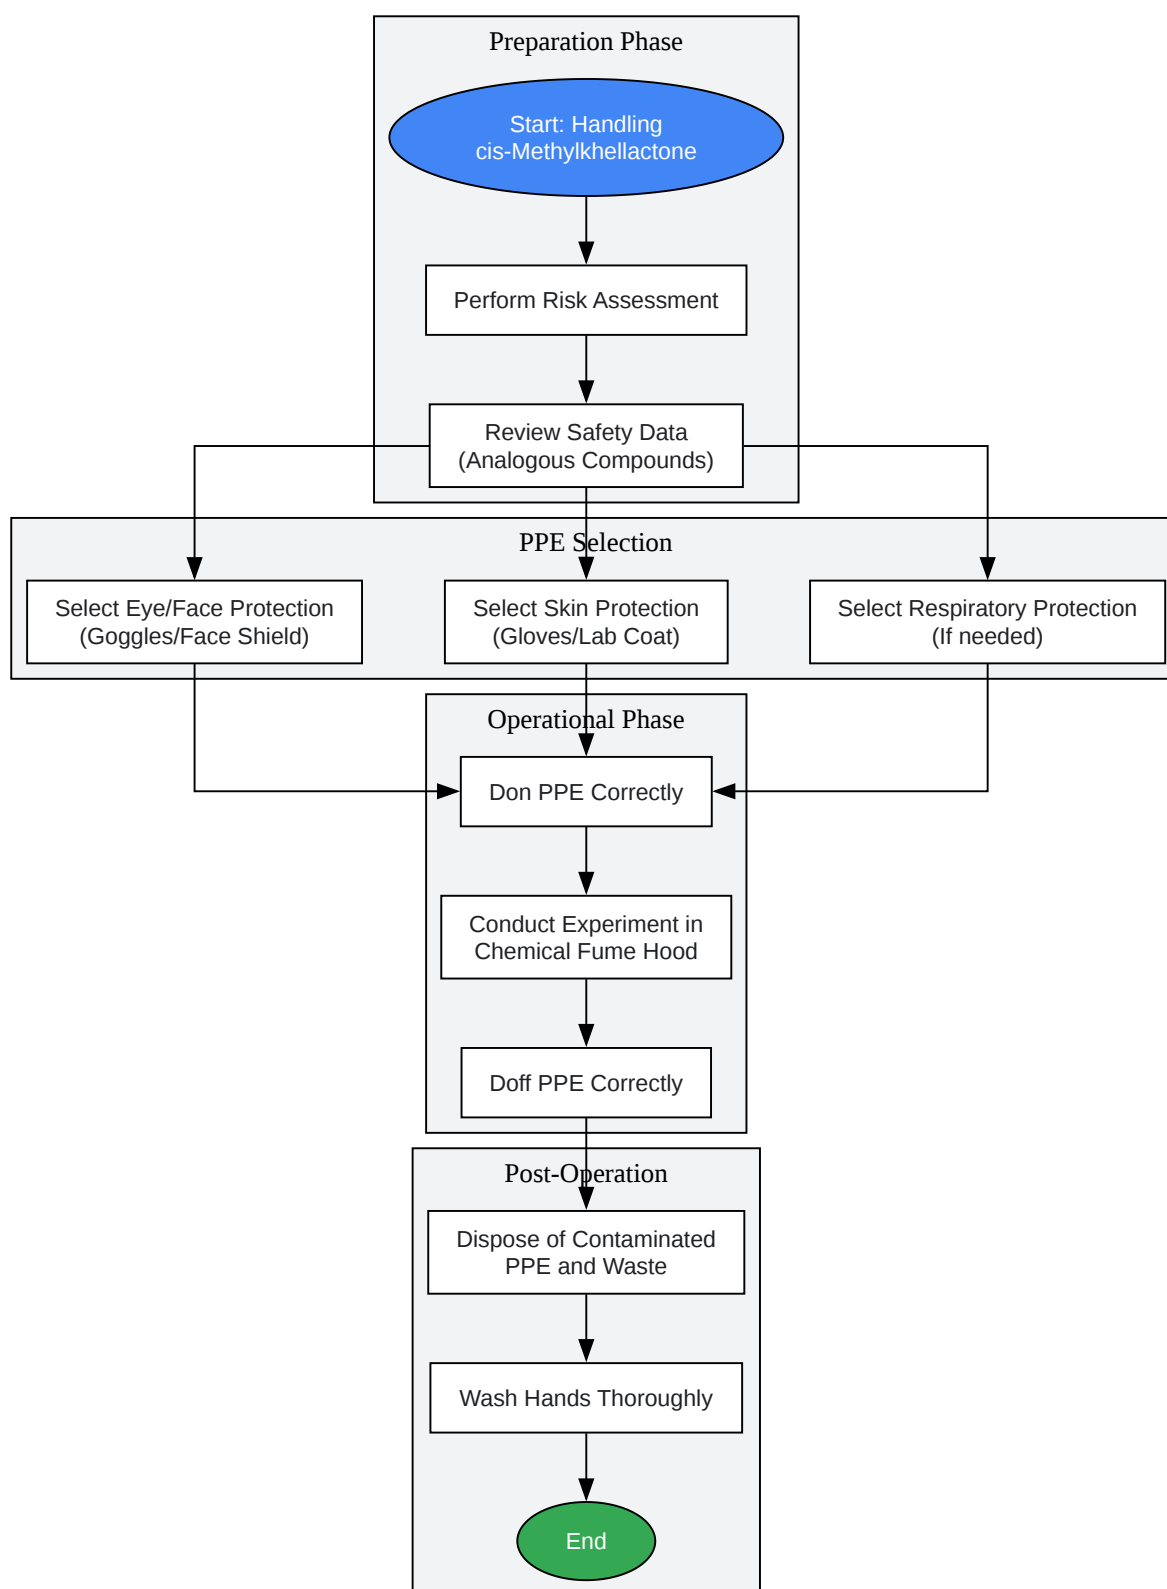 Preparation Phase
Start: Handling
cis-Methylkhellactone
Perform Risk Assessment
Review Safety Data
(Analogous Compounds)
PPE Selection
Select Eye/Face Protection
(Goggles/Face Shield)
Select Skin Protection
(Gloves/Lab Coat)
Select Respiratory Protection
(If needed)
Operational Phase
Don PPE Correctly
Conduct Experiment in
Chemical Fume Hood
Doff PPE Correctly
Post-Operation
Dispose of Contaminated
PPE and Waste
Wash Hands Thoroughly
End